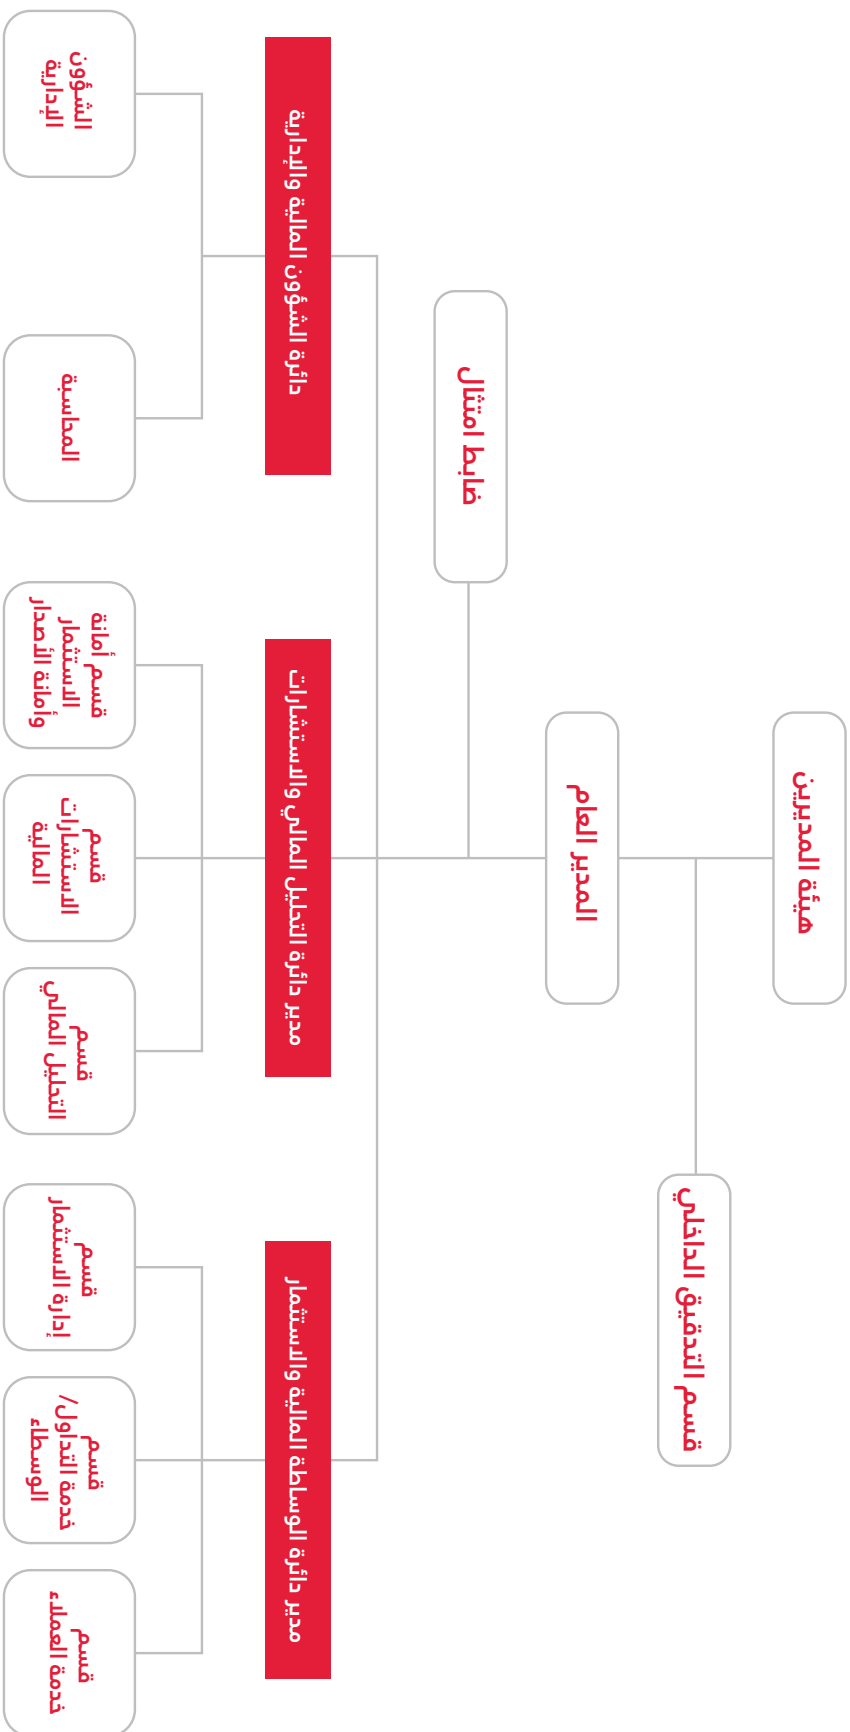 هيئة المديرين
قسم التدقيق الداخلي
المدير العام
ضابط امتثال
مدير دائرة الوساطة المالية والاستثمار
مدير دائرة التحليل المالي والاستشارات
دائرة الشؤون المالية والإدارية
قسم
خدمة العملاء
قسم
خدمة التداول/
الوسطاء
قسم
إدارة الاستثمار
قسم
التحليل المالي
قسم
الاستشارات
المالية
قسم أمانة
الاستثمار
وأمانة الأصدار
المحاسبة
الشؤون
الإدارية